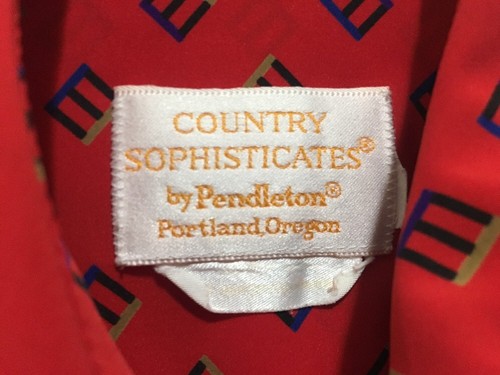 COUNTRY
SOPHISTICATES®
by Pendleton®
Portland, Oregon